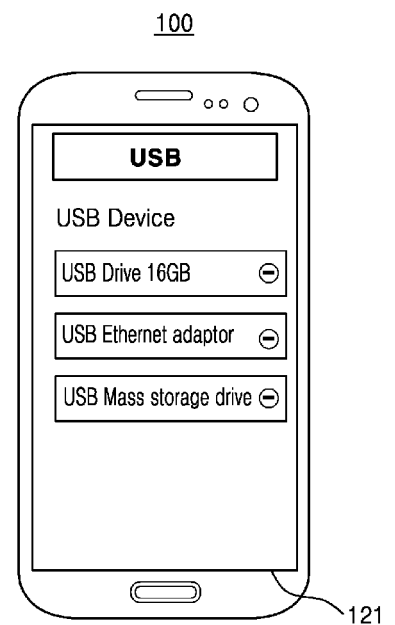 100
USB
USB Device
USB Drive 16GB
USB Ethernet adaptor
USB Mass storage drive
121